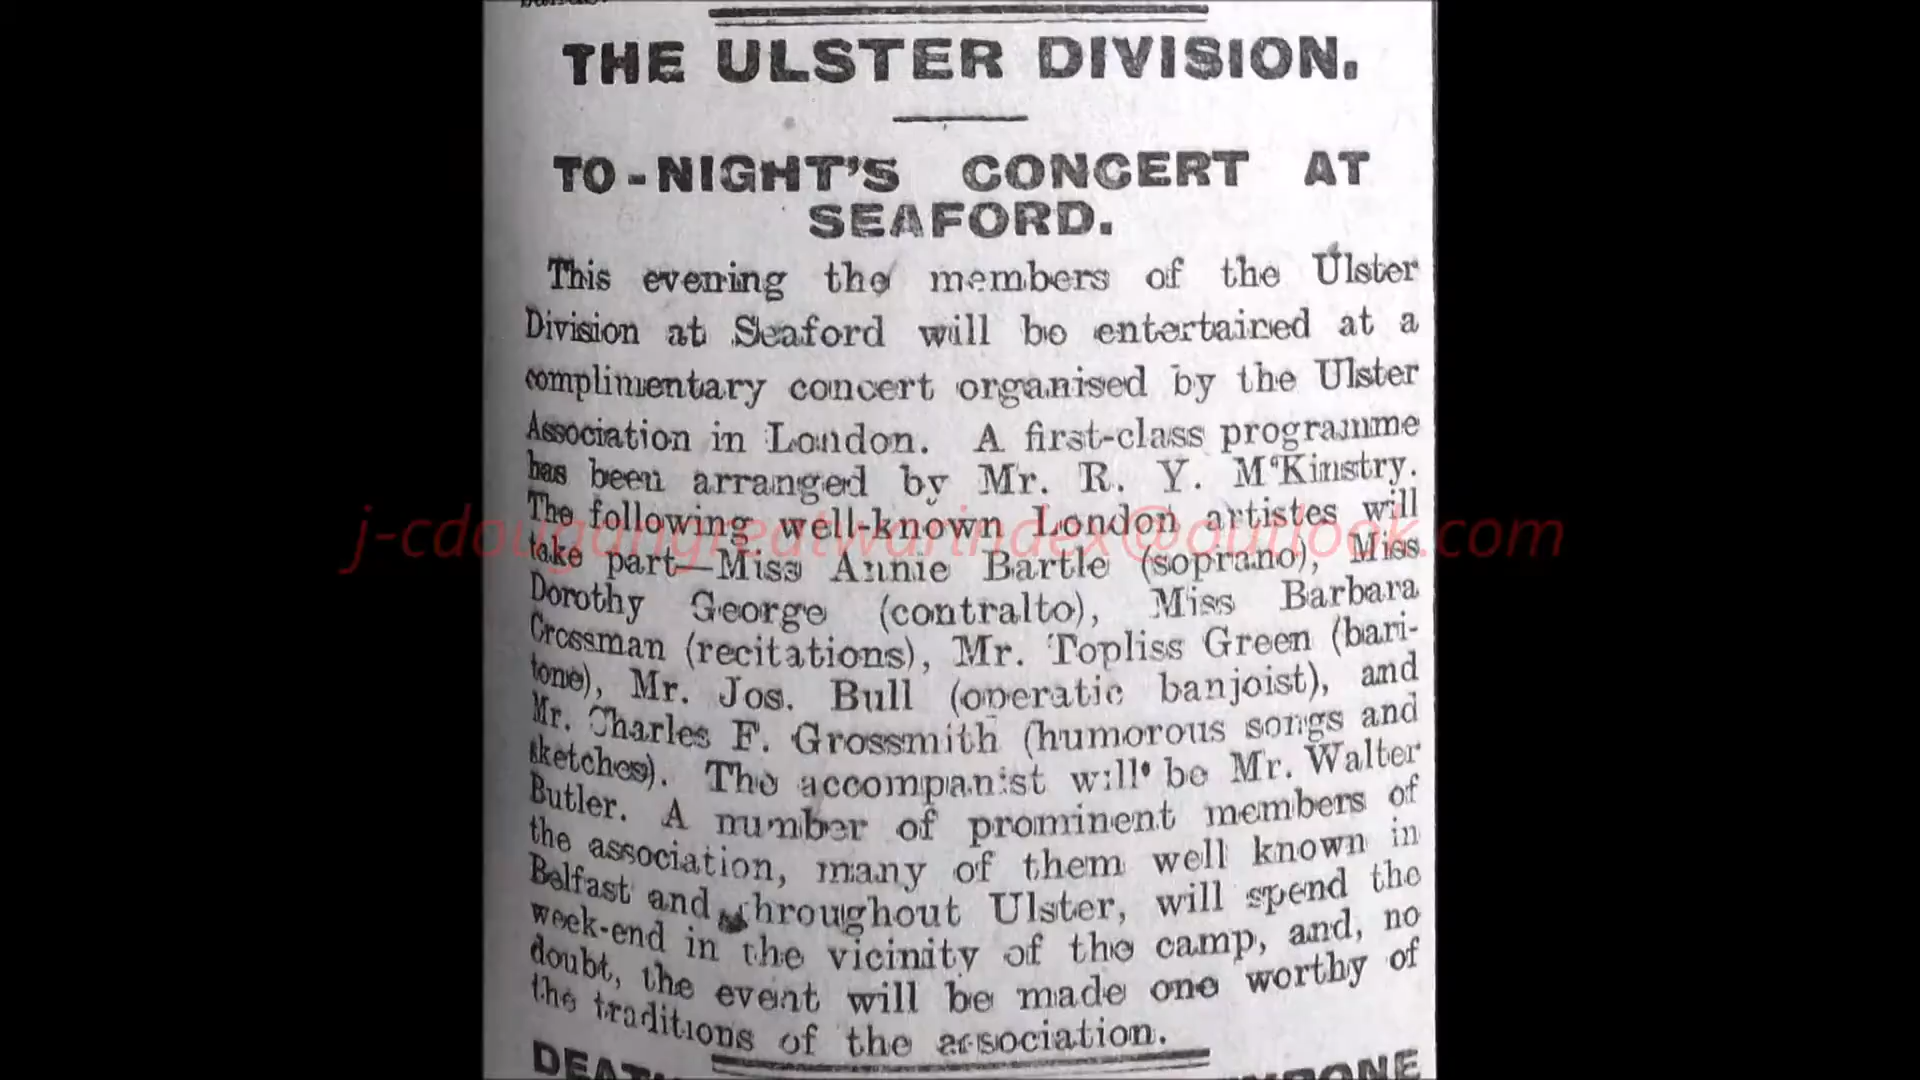 THE ULSTER DIVISION.
TO-NIGHT'S CONCERT AT
SEAFORD.
This evening the members of the Ulster
Division at Seaford will be entertained at a
complimentary concert organised by the Ulster
Association in London. A first-class programme
has been arranged by Mr. R. Y. M‘Kinstry.
The following well-known London artistes will
j-cdougangreatwarindex@outlook.com
take part—Miss Annie Bartle (soprano), Miss
Dorothy George (contralto), Miss Barbara
Crossman (recitations), Mr. Topliss Green (bari-
tone), Mr. Jos. Bull (operatic banjoist), and
Mr. Charles F. Grossmith (humorous songs and
sketches). The accompanist will be Mr. Walter
Butler. A number of prominent members of
the association, many of them well known in
Belfast and throughout Ulster, will spend the
week-end in the vicinity of the camp, and, no
doubt, the event will be made one worthy of
the traditions of the association.